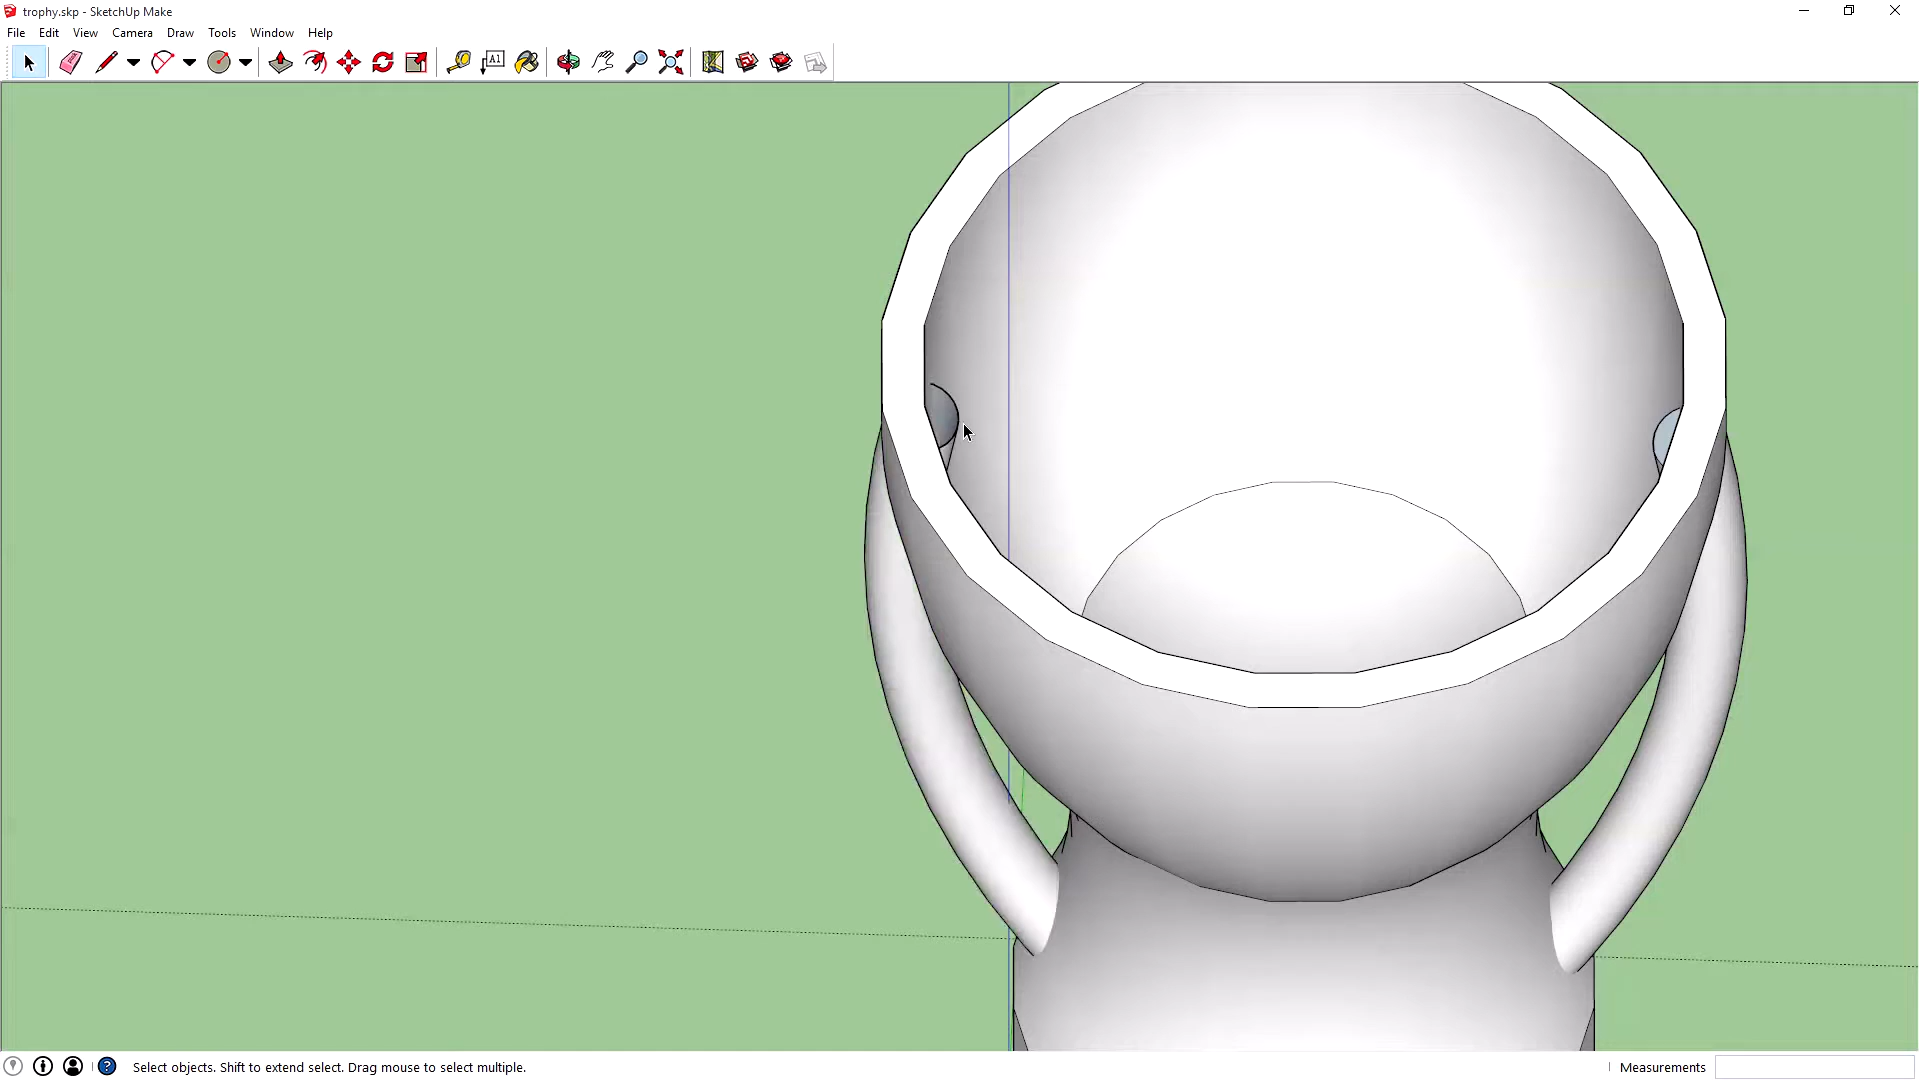 trophy.skp - SketchUp Make
File Edit View Camera Draw Tools Window Help
A1
Select objects. Shift to extend select. Drag mouse to select multiple.
Measurements